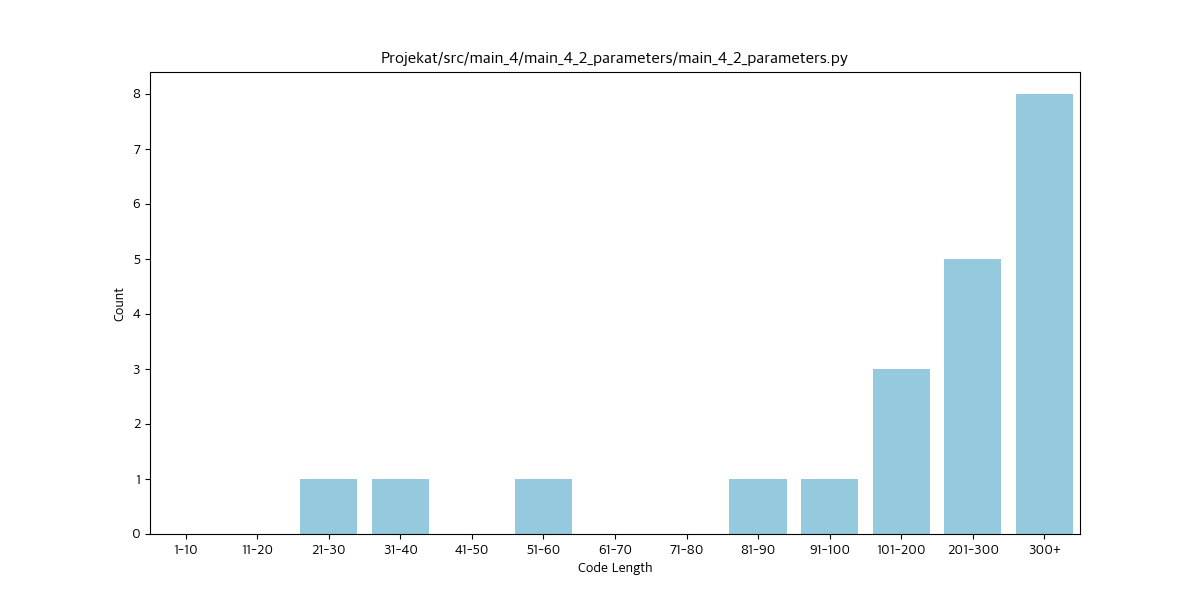 Projekat/src/main_4/main_4_2_parameters/main_4_2_parameters.py
8
7
6
5
4
3
2
1
0
Count
1-10 11-20 21-30 31-40 41-50 51-60 61-70 71-80 81-90 91-100 101-200 201-300 300+
Code Length